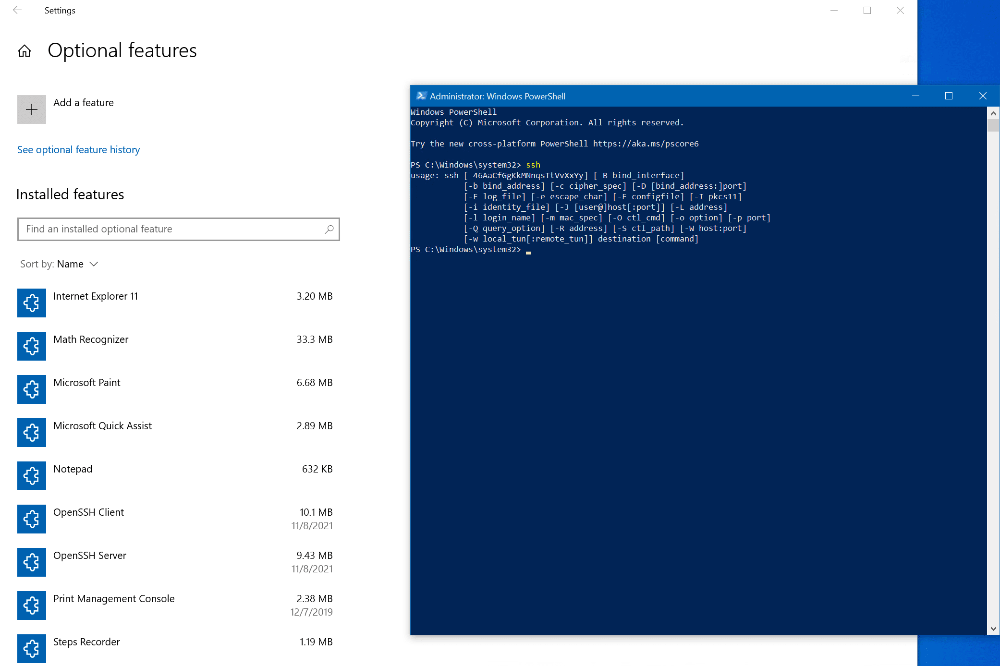 Settings
Optional features
Add a feature
See optional feature history
Installed features
Find an installed optional feature
Sort by: Name
Internet Explorer 11 3.20 MB
Math Recognizer 33.3 MB
Microsoft Paint 6.68 MB
Microsoft Quick Assist 2.89 MB
Notepad 632 KB
OpenSSH Client 10.1 MB
11/8/2021
OpenSSH Server 9.43 MB
11/8/2021
Print Management Console 2.38 MB
12/7/2019
Steps Recorder 1.19 MB
Administrator: Windows PowerShell
Windows PowerShell
Copyright (C) Microsoft Corporation. All rights reserved.
Try the new cross-platform PowerShell https://aka.ms/pscore6
PS C:\Windows\system32> ssh
usage: ssh [-46AaCfGgKkMNnqsTtVvXxYy] [-B bind_interface]
[-b bind_address] [-c cipher_spec] [-D [bind_address:]port]
[-E log_file] [-e escape_char] [-F configfile] [-I pkcs11]
[-i identity_file] [-J [user@]host[:port]] [-L address]
[-l login_name] [-m mac_spec] [-O ctl_cmd] [-o option] [-p port]
[-Q query_option] [-R address] [-S ctl_path] [-W host:port]
[-w local_tun[:remote_tun]] destination [command]
PS C:\Windows\system32>